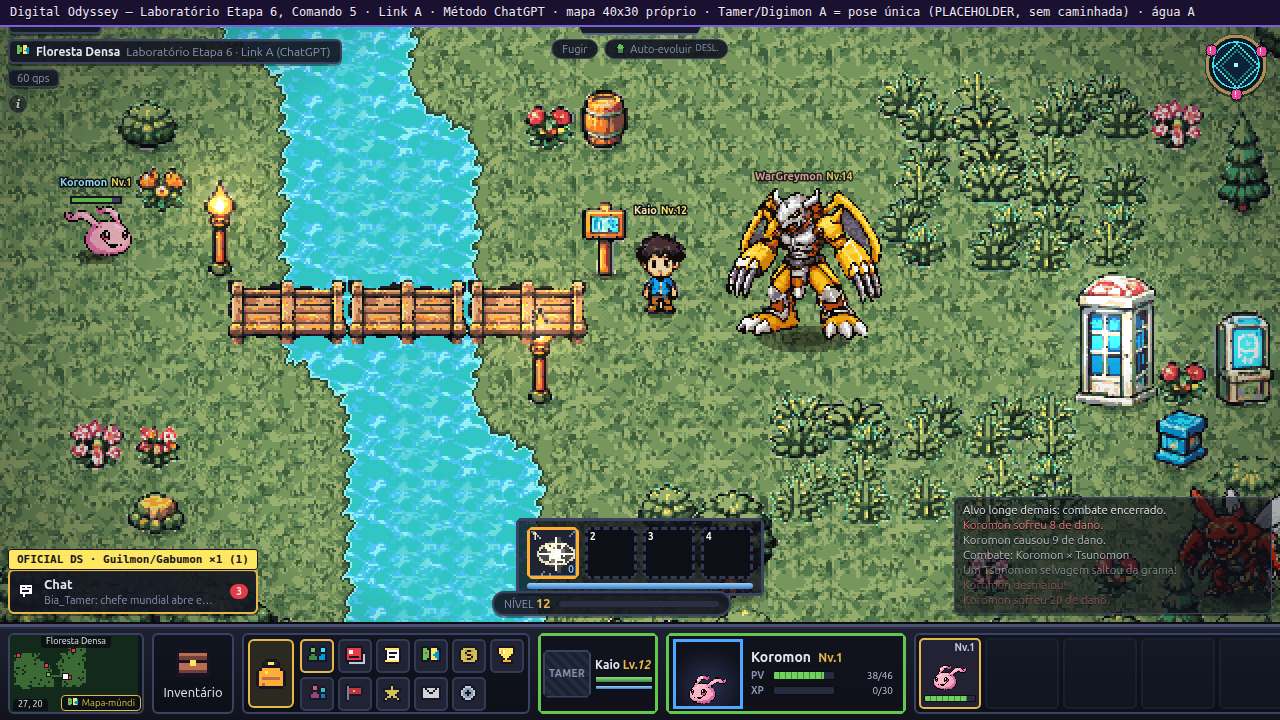 Digital Odyssey — Laboratório Etapa 6, Comando 5 · Link A · Método ChatGPT · mapa 40x30 próprio · Tamer/Digimon A = pose única (PLACEHOLDER, sem caminhada) · água A
Floresta Densa Laboratório Etapa 6 · Link A (ChatGPT)
Fugir
Auto-evoluir DESL.
60 qps
i
Koromon Nv.1
WarGreymon Nv.14
Kaio Nv.12
Alvo longe demais: combate encerrado.
Koromon sofreu 8 de dano.
Koromon causou 9 de dano.
Combate: Koromon × Tsunomon
Um Tsunomon selvagem saltou da grama!
Koromon desmaiou.
Koromon sofreu 20 de dano.
1 2 3 4
0
NÍVEL 12
OFICIAL DS · Guilmon/Gabumon ×1 (1)
Chat
Bia_Tamer: chefe mundial abre e…
3
Floresta Densa
27, 20
Mapa-múndi
Inventário
TAMER
Kaio Lv.12
Koromon Nv.1
PV 38/46
XP 0/30
Nv.1